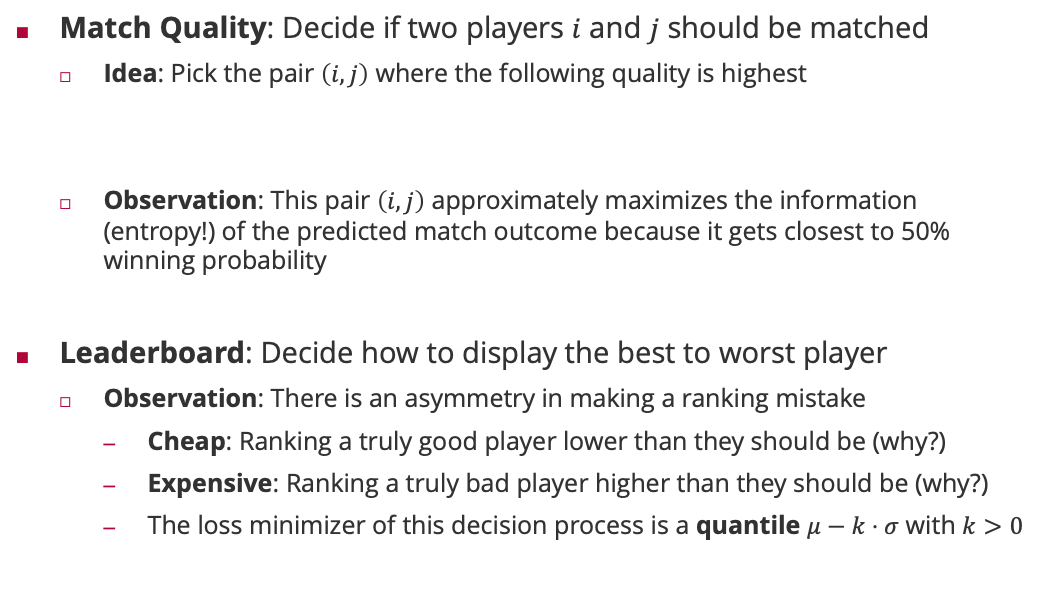 Match Quality: Decide if two players i and j should be matched
Idea: Pick the pair (i, j) where the following quality is highest
Observation: This pair (i, j) approximately maximizes the information
(entropy!) of the predicted match outcome because it gets closest to 50%
winning probability
Leaderboard: Decide how to display the best to worst player
Observation: There is an asymmetry in making a ranking mistake
– Cheap: Ranking a truly good player lower than they should be (why?)
– Expensive: Ranking a truly bad player higher than they should be (why?)
– The loss minimizer of this decision process is a quantile μ − k · σ with k > 0